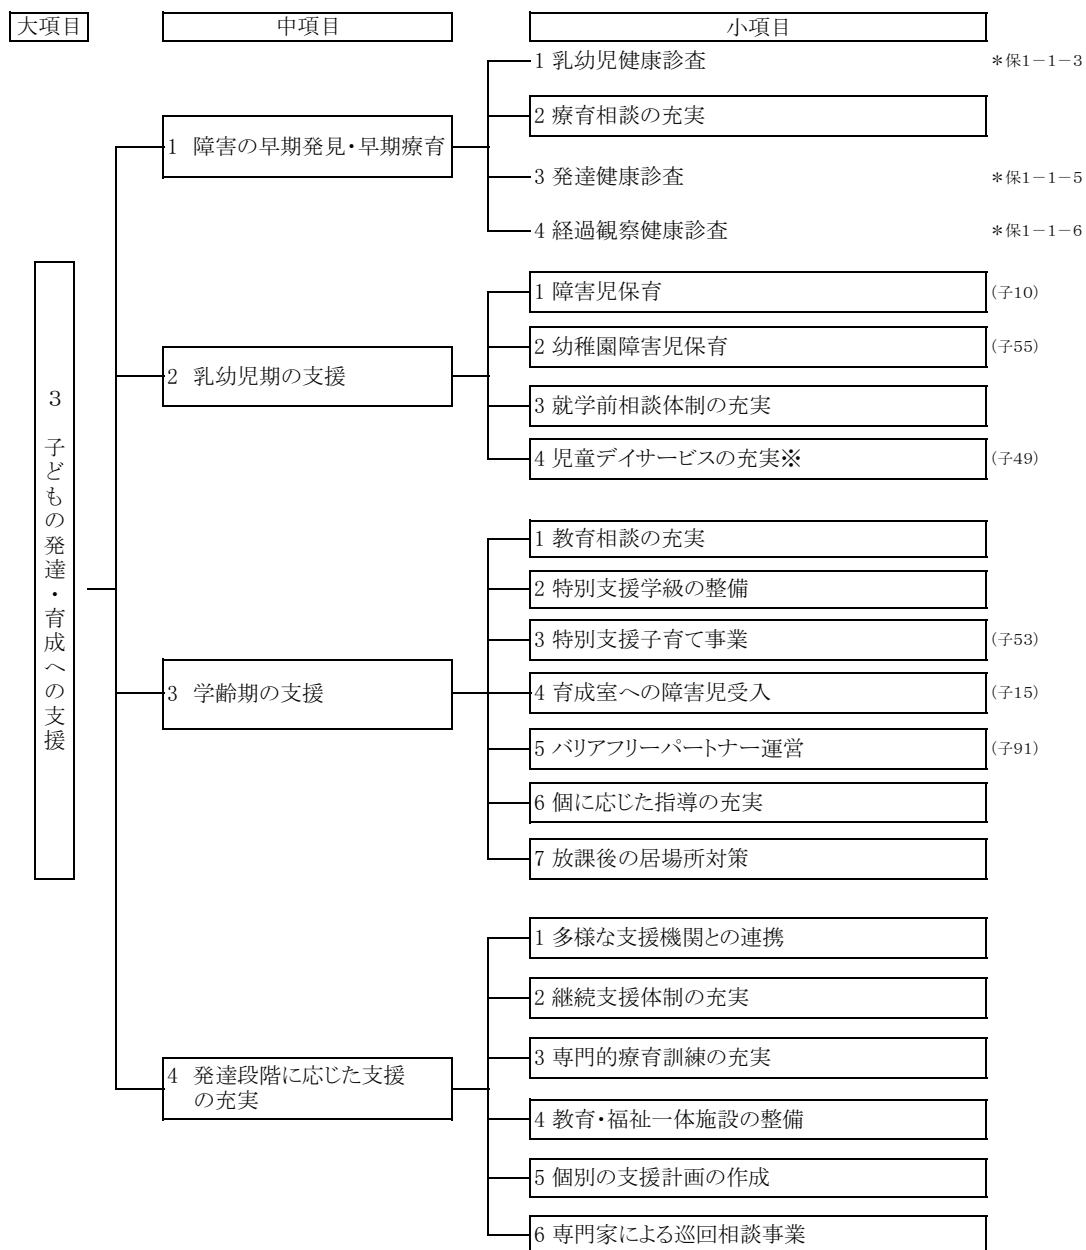 大項目
中項目
小項目
3 子どもの発達・育成への支援
1 障害の早期発見・早期療育
1 乳幼児健康診査 *保1-1-3
2 療育相談の充実
3 発達健康診査 *保1-1-5
4 経過観察健康診査 *保1-1-6
2 乳幼児期の支援
1 障害児保育 (子10)
2 幼稚園障害児保育 (子55)
3 就学前相談体制の充実
4 児童デイサービスの充実※ (子49)
3 学齢期の支援
1 教育相談の充実
2 特別支援学級の整備
3 特別支援子育て事業 (子53)
4 育成室への障害児受入 (子15)
5 バリアフリーパートナー運営 (子91)
6 個に応じた指導の充実
7 放課後の居場所対策
4 発達段階に応じた支援
の充実
1 多様な支援機関との連携
2 継続支援体制の充実
3 専門的療育訓練の充実
4 教育・福祉一体施設の整備
5 個別の支援計画の作成
6 専門家による巡回相談事業